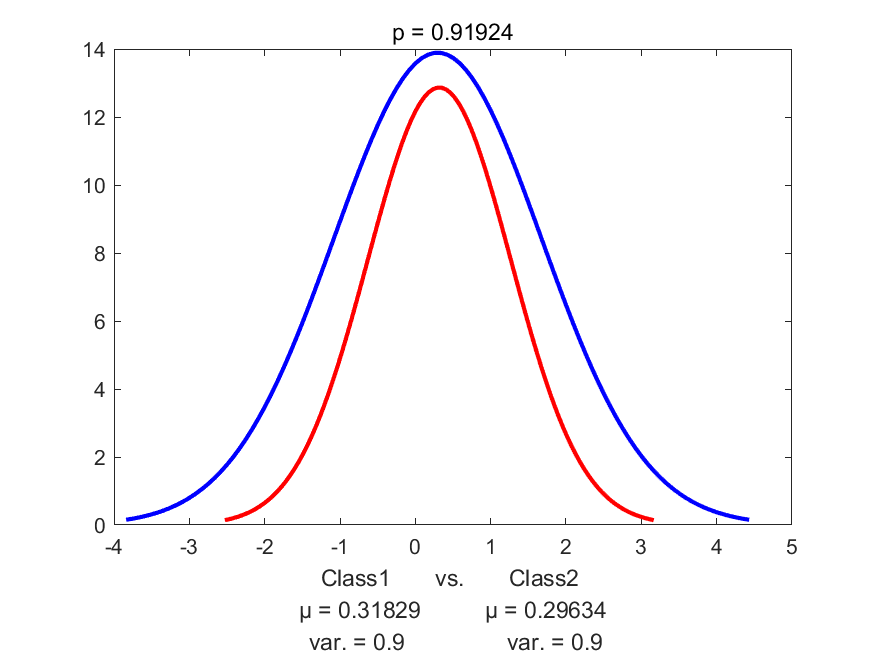 p = 0.91924
14
12
10
8
6
4
2
0
-4 -3 -2 -1 0 1 2 3 4 5
Class1 vs. Class2
μ = 0.31829 μ = 0.29634
var. = 0.9 var. = 0.9